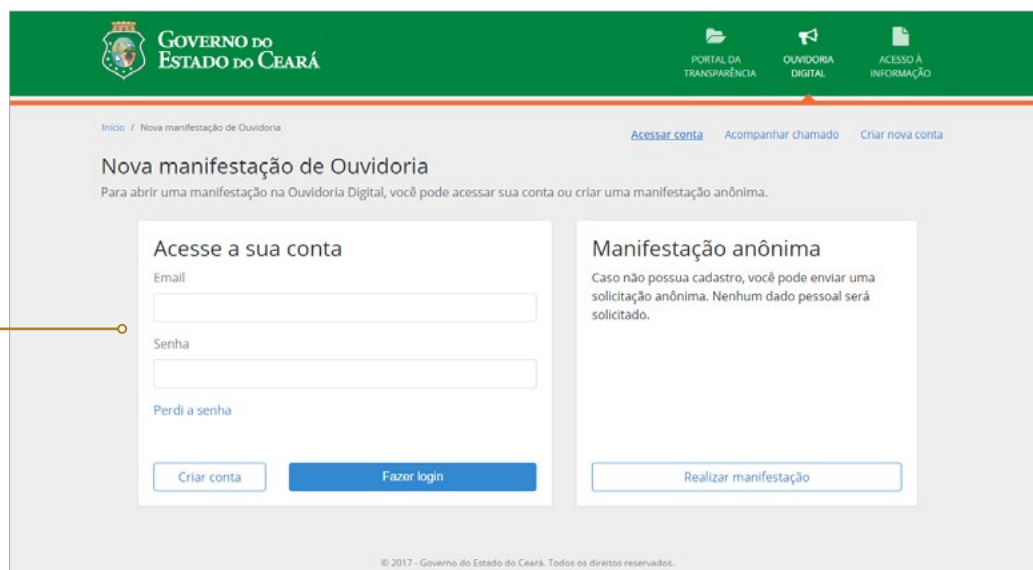 GOVERNO DO
ESTADO DO CEARÁ
PORTAL DA
TRANSPARÊNCIA
OUVIDORIA
DIGITAL
ACESSO À
INFORMAÇÃO
Início / Nova manifestação de Ouvidoria
Acessar conta Acompanhar chamado Criar nova conta
Nova manifestação de Ouvidoria
Para abrir uma manifestação na Ouvidoria Digital, você pode acessar sua conta ou criar uma manifestação anônima.
Acesse a sua conta
Email
Senha
Perdi a senha
Criar conta
Fazer login
Manifestação anônima
Caso não possua cadastro, você pode enviar uma
solicitação anônima. Nenhum dado pessoal será
solicitado.
Realizar manifestação
© 2017 - Governo do Estado do Ceará. Todos os direitos reservados.